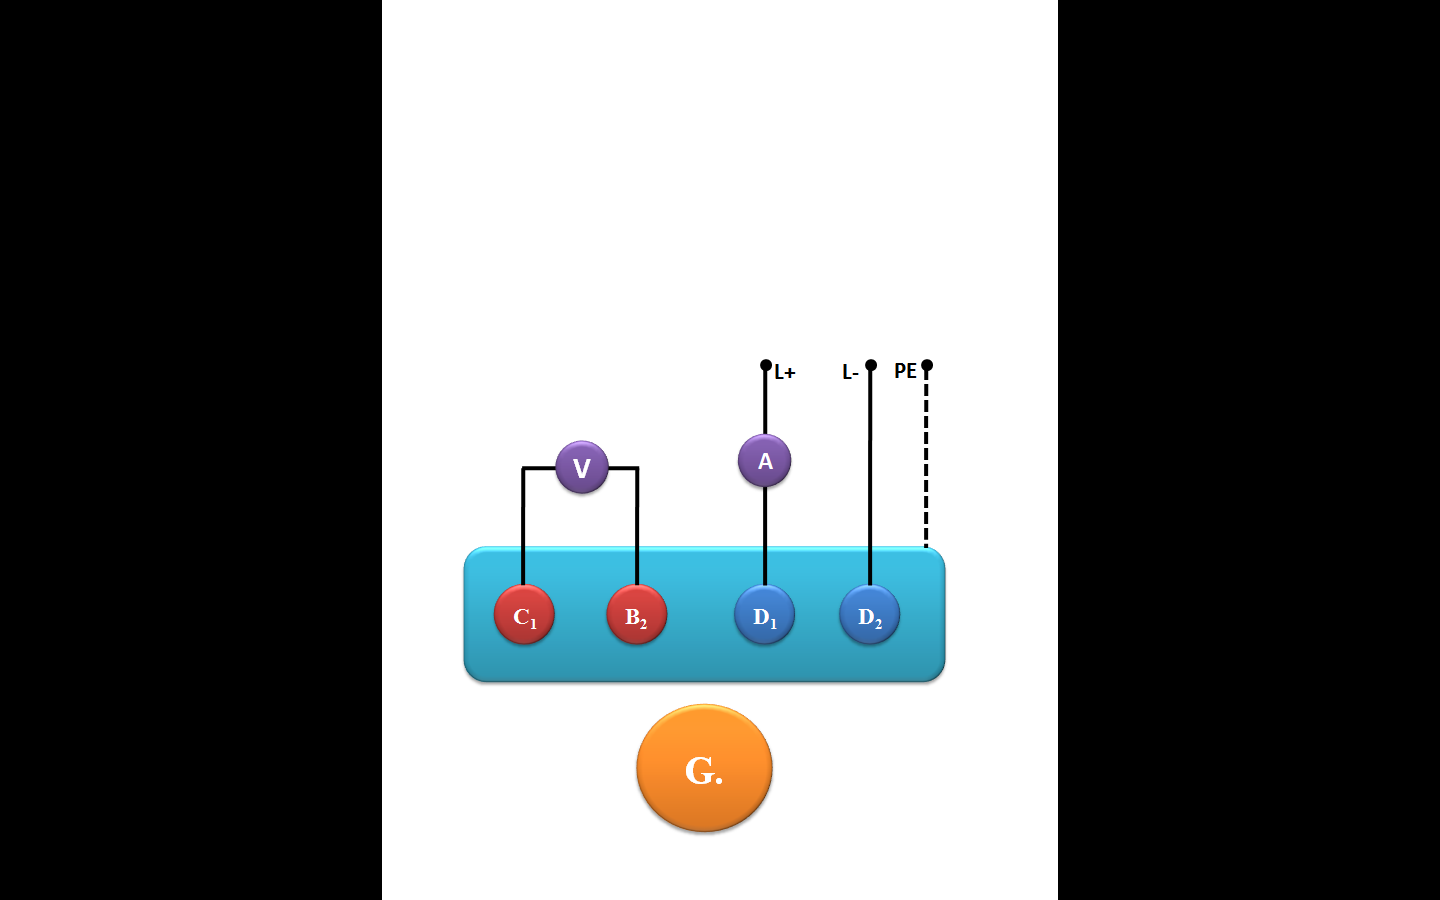 L+ L- PE
V A
C₁ B₂ D₁ D₂
G.